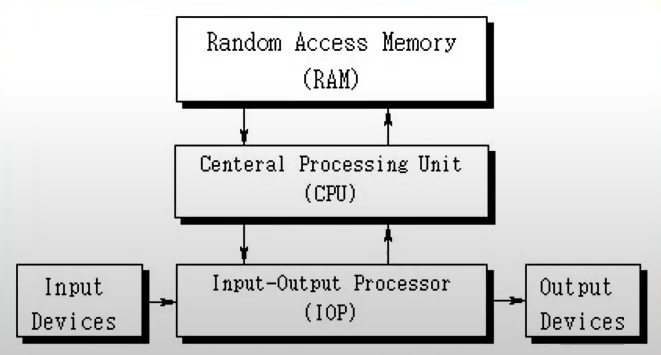 Random Access Memory
(RAM)
Centeral Processing Unit
(CPU)
Input-Output Processor
(IOP)
Input
Devices
Output
Devices